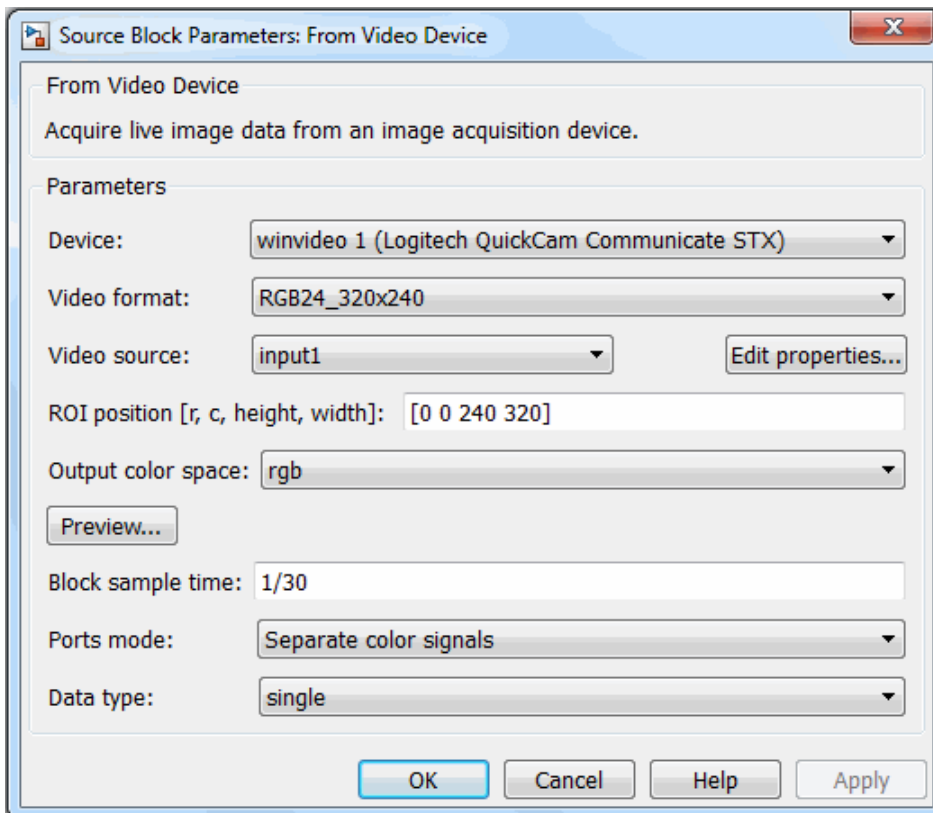 Source Block Parameters: From Video Device
X
From Video Device
Acquire live image data from an image acquisition device.
Parameters
Device: winvideo 1 (Logitech QuickCam Communicate STX)
Video format: RGB24_320x240
Video source: input1 Edit properties...
ROI position [r, c, height, width]: [0 0 240 320]
Output color space: rgb
Preview...
Block sample time: 1/30
Ports mode: Separate color signals
Data type: single
OK Cancel Help Apply